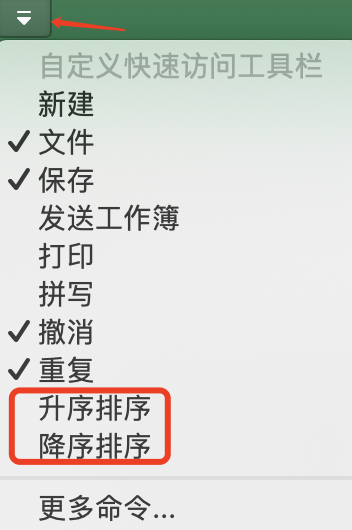 自定义快速访问工具栏
新建
文件
保存
发送工作簿
打印
拼写
撤消
重复
升序排序
降序排序
更多命令...